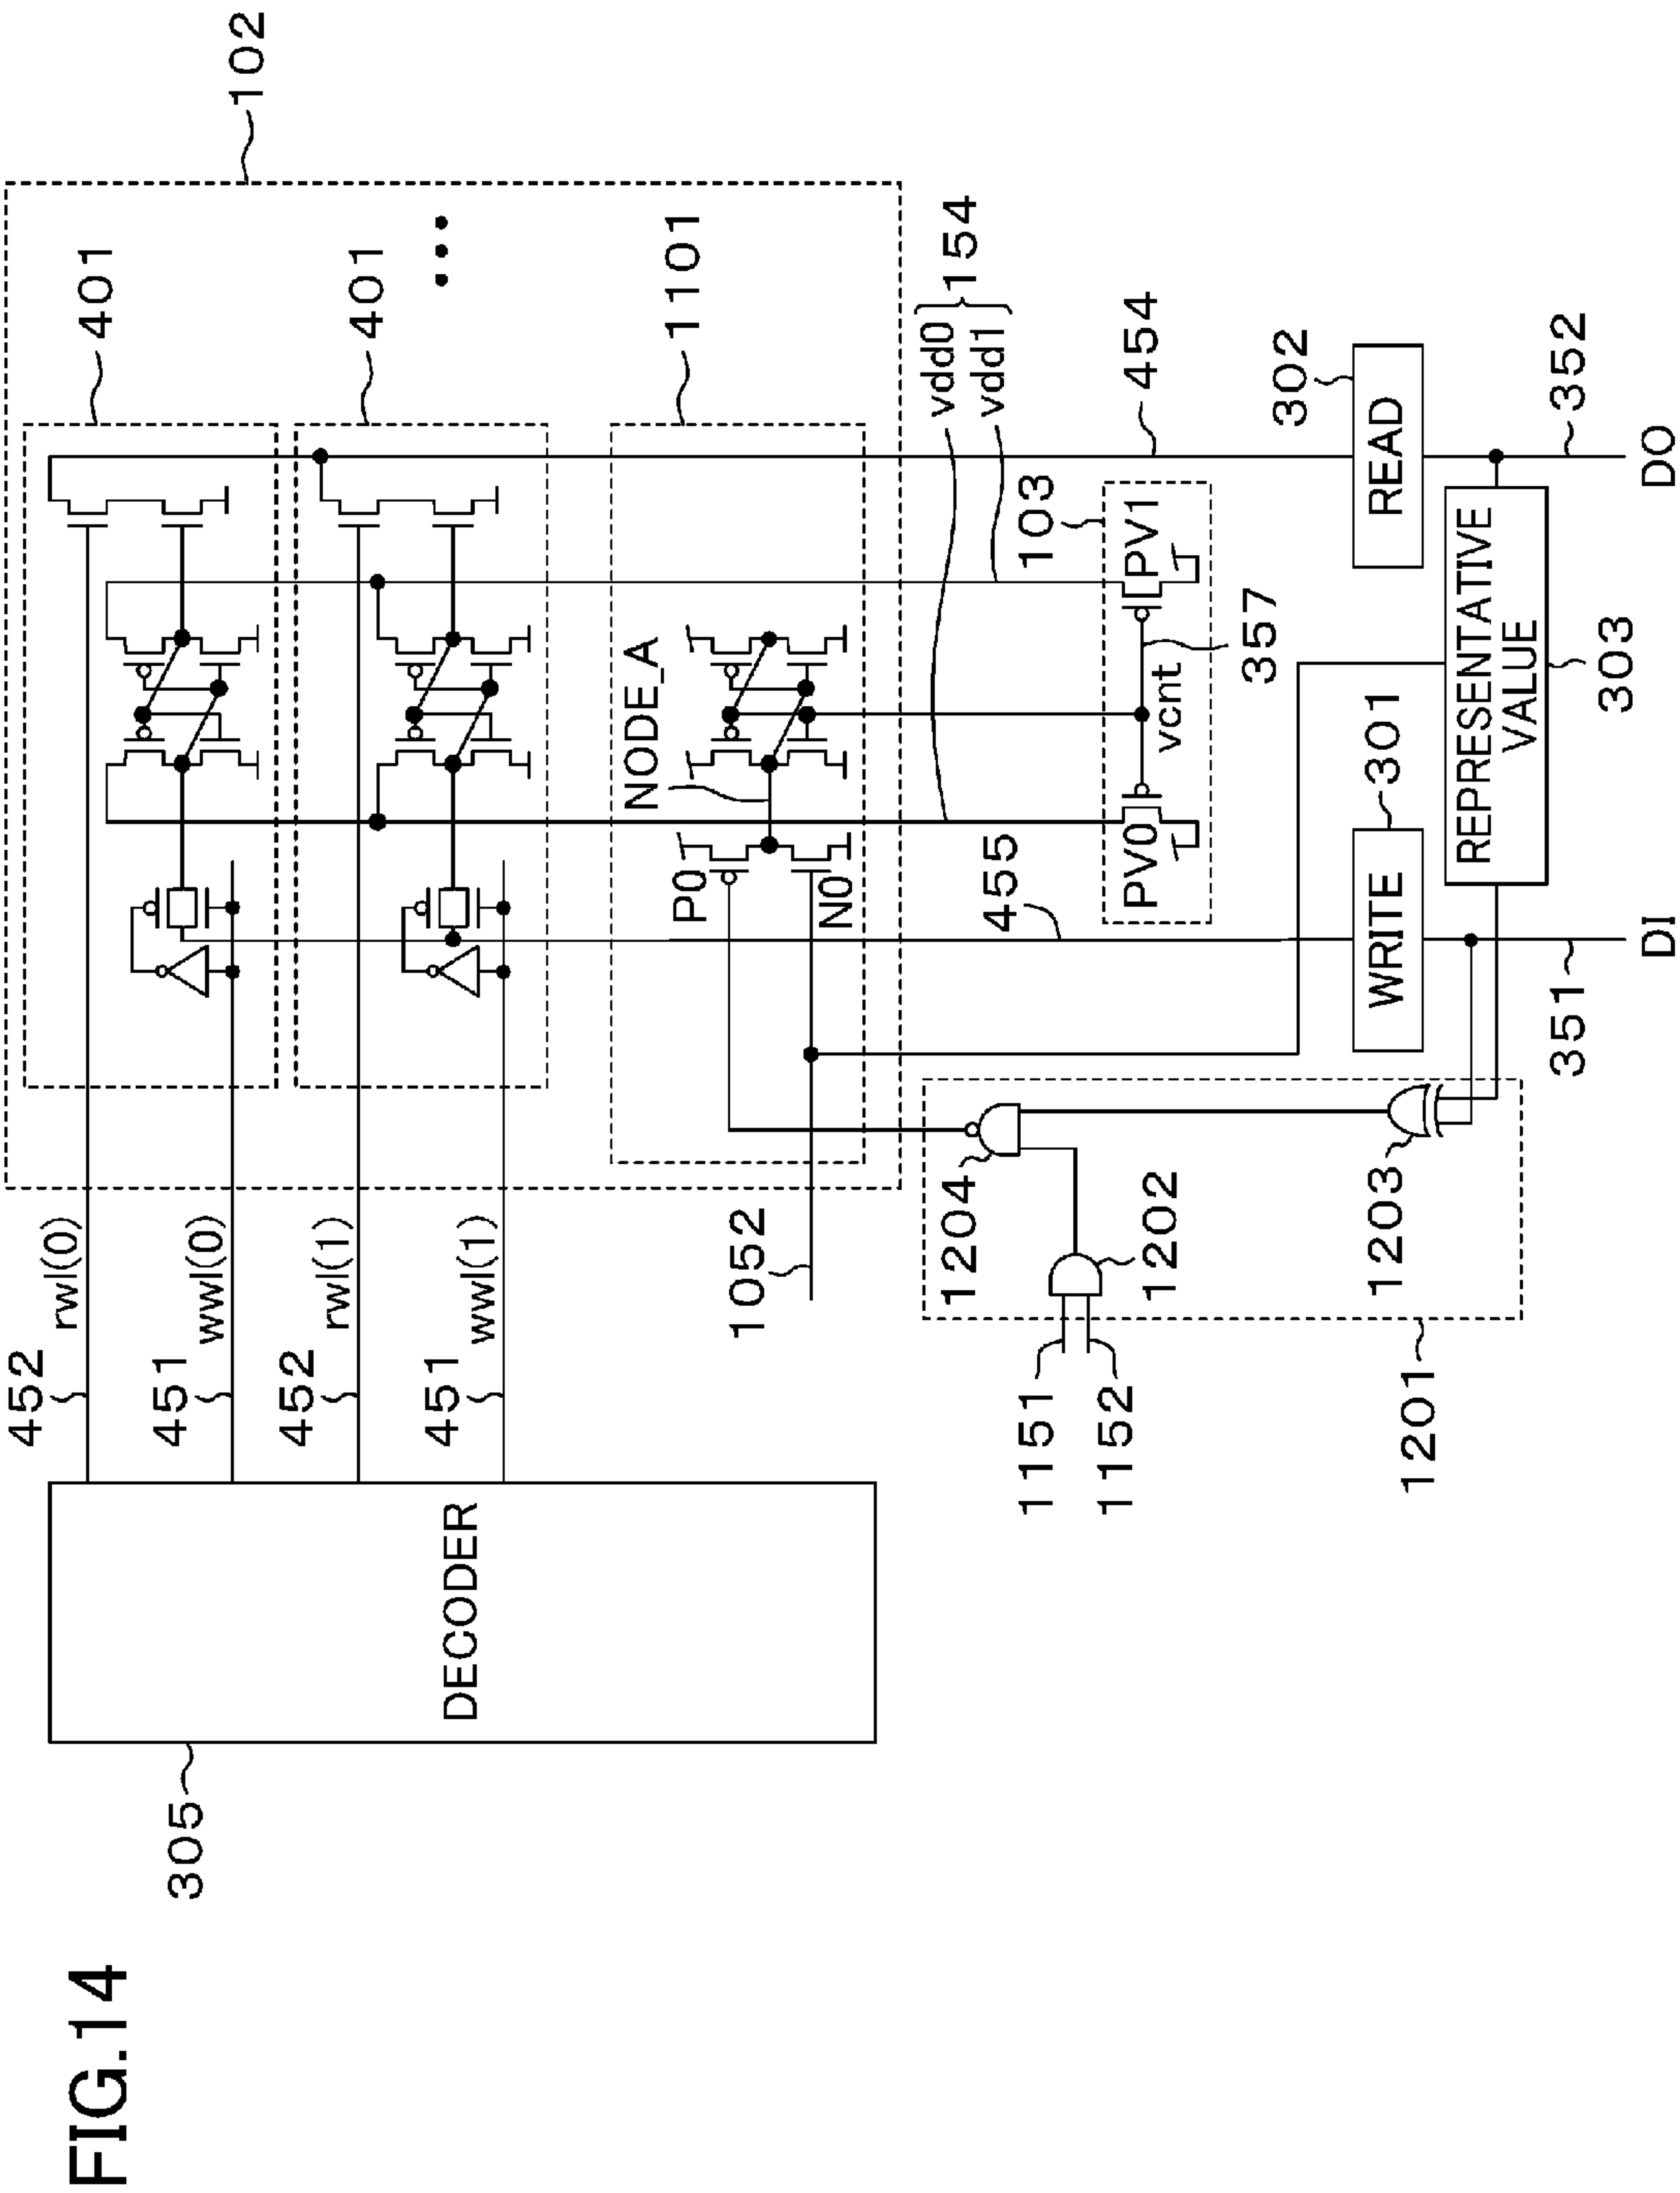 FIG.14
102
401
401
1101
305
DECODER
452
rwl(0)
451
wwl(0)
452
rwl(1)
451
wwl(1)
1052
NODE_A
P0
N0
vdd0
vdd1
154
454
455
103
PV0
PV1
vcnt
357
302
READ
352
DO
301
WRITE
351
DI
REPRESENTATIVE
VALUE
303
1204
1202
1203
1151
1152
1201